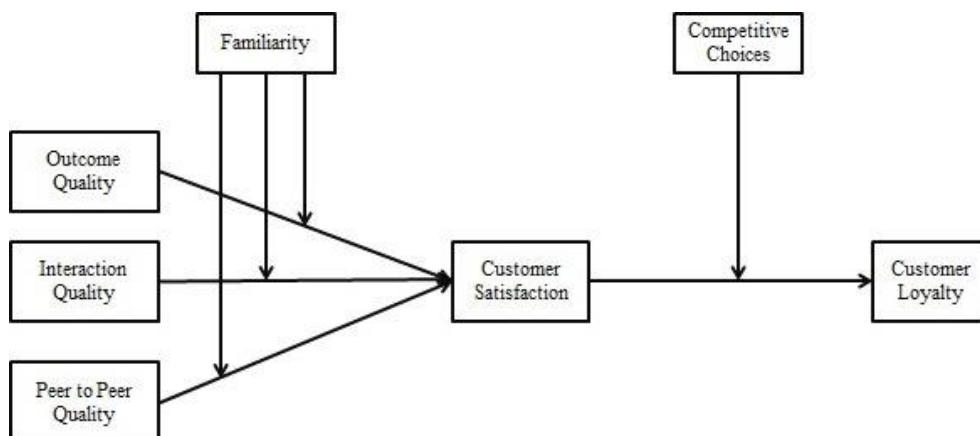 Familiarity
Competitive
Choices
Outcome
Quality
Interaction
Quality
Customer
Satisfaction
Customer
Loyalty
Peer to Peer
Quality